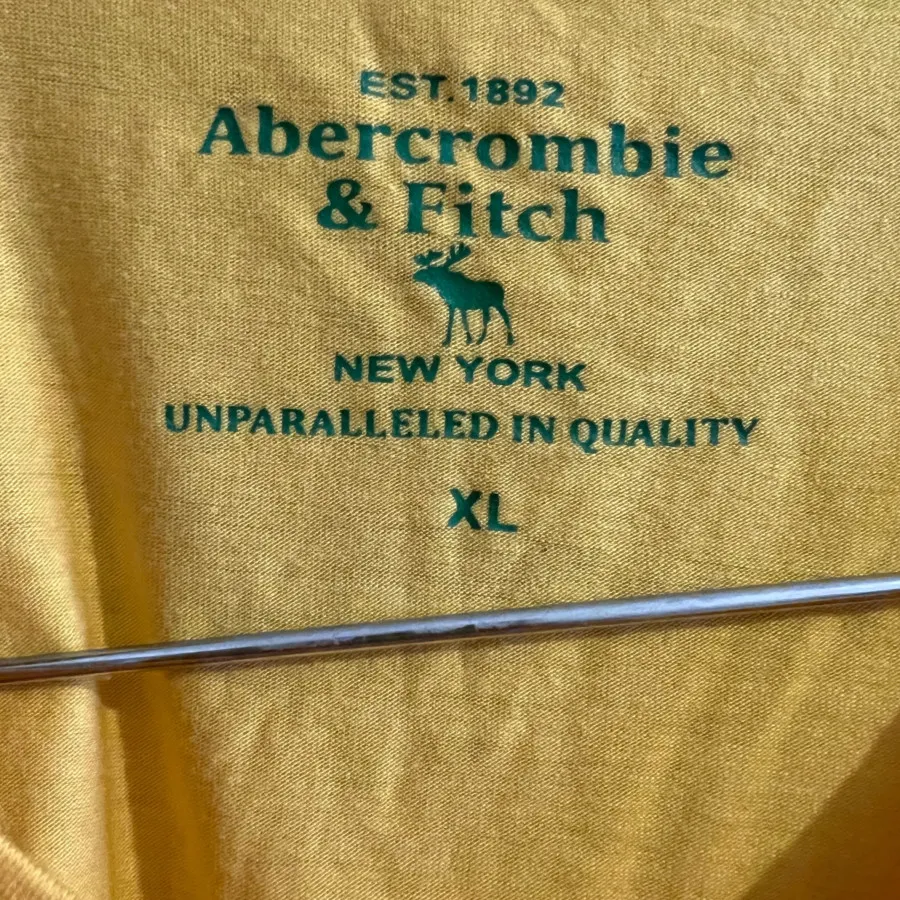 EST. 1892
Abercrombie
& Fitch
NEW YORK
UNPARALLELED IN QUALITY
XL